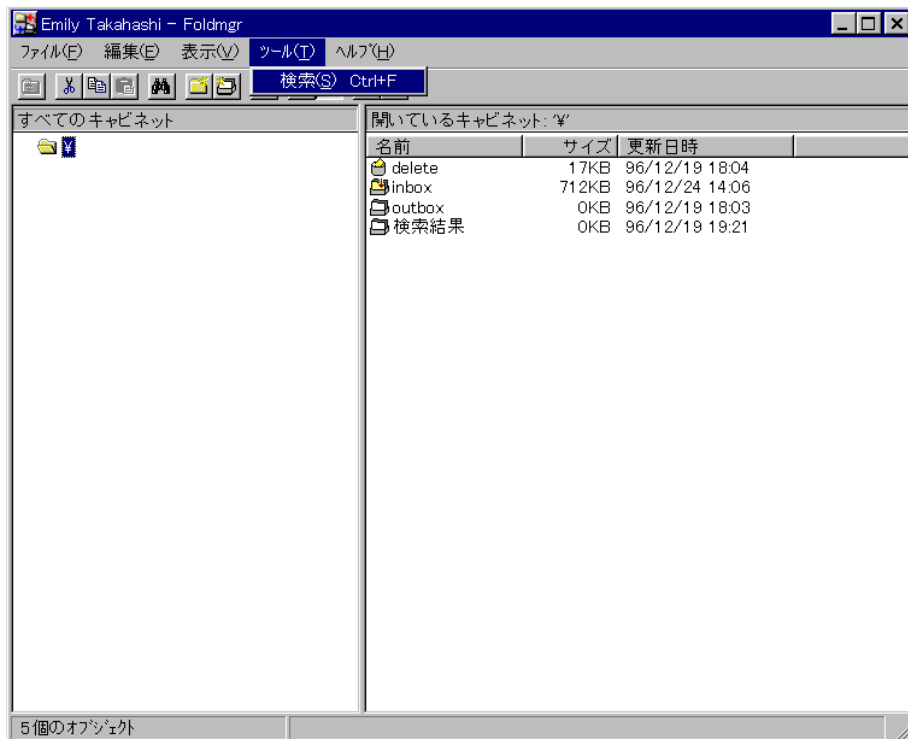 Emily Takahashi - Foldmgr
ﾌｧｲﾙ(F) 編集(E) 表示(V) ﾂｰﾙ(T) ﾍﾙﾌﾟ(H)
検索(S) Ctrl+F
すべてのキャビネット
開いているキャビネット: '¥'
¥
名前 サイズ 更新日時
delete 17KB 96/12/19 18:04
inbox 712KB 96/12/24 14:06
outbox 0KB 96/12/19 18:03
検索結果 0KB 96/12/19 19:21
5個のｵﾌﾞｼﾞｪｸﾄ